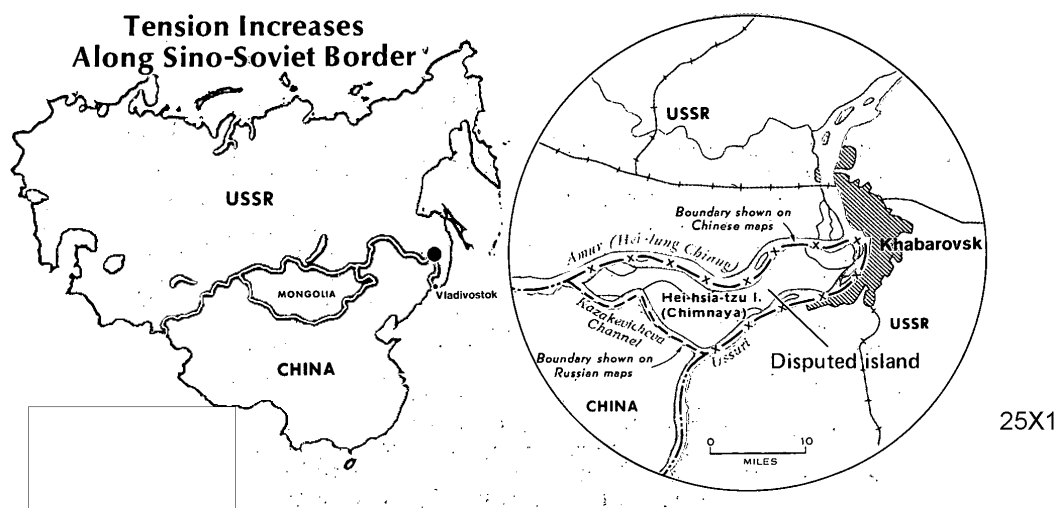 Tension Increases
Along Sino-Soviet Border
USSR
MONGOLIA
Vladivostok
CHINA
USSR
Boundary shown on
Chinese maps
Amur (Hei-lung Chiang)
Khabarovsk
Hei-hsia-tzu I.
(Chimnaya)
Kazakevicheva
Channel
Ussuri
USSR
Disputed island
Boundary shown on
Russian maps
CHINA
0 10
MILES
25X1